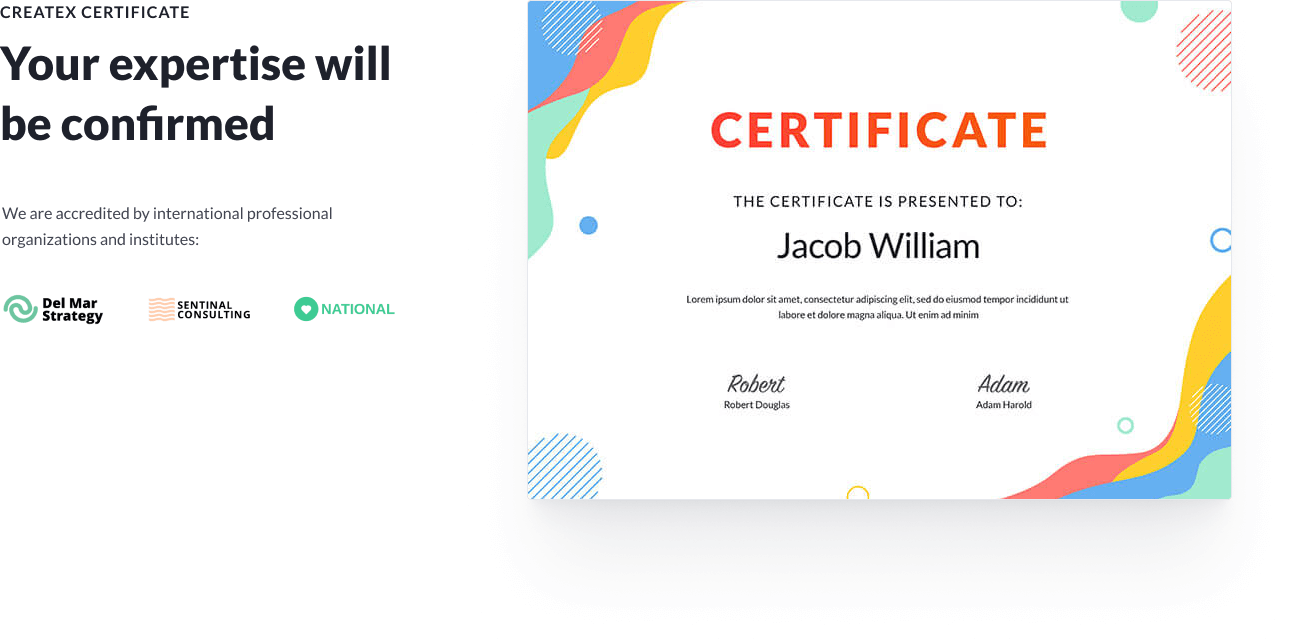 CREATEX CERTIFICATE
Your expertise will
be confirmed
We are accredited by international professional
organizations and institutes:
Del Mar
Strategy
SENTINAL
CONSULTING
NATIONAL
CERTIFICATE
THE CERTIFICATE IS PRESENTED TO:
Jacob William
Lorem ipsum dolor sit amet, consectetur adipiscing elit, sed do eiusmod tempor incididunt ut
labore et dolore magna aliqua. Ut enim ad minim
Robert
Robert Douglas
Adam
Adam Harold